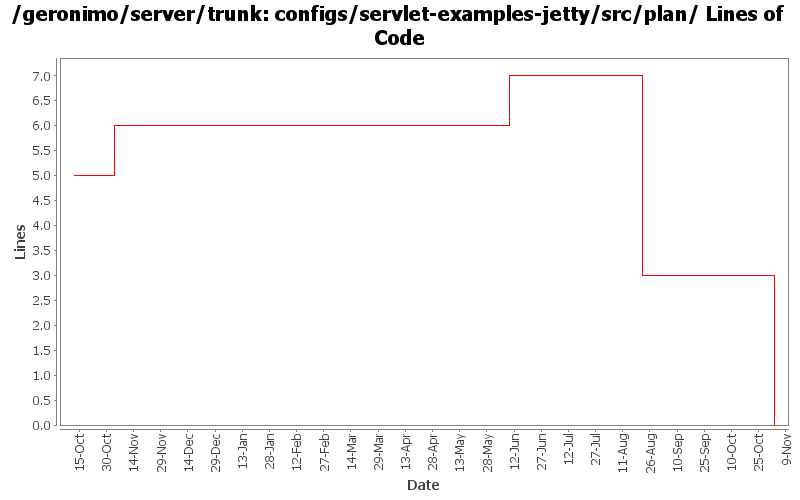 /geronimo/server/trunk: configs/servlet-examples-jetty/src/plan/ Lines of
Code
7.0
6.5
6.0
5.5
5.0
4.5
4.0
3.5
3.0
2.5
2.0
1.5
1.0
0.5
0.0
Lines
15-Oct
30-Oct
14-Nov
29-Nov
14-Dec
29-Dec
13-Jan
28-Jan
12-Feb
27-Feb
14-Mar
29-Mar
13-Apr
28-Apr
13-May
28-May
12-Jun
27-Jun
12-Jul
27-Jul
11-Aug
26-Aug
10-Sep
25-Sep
10-Oct
25-Oct
9-Nov
Date